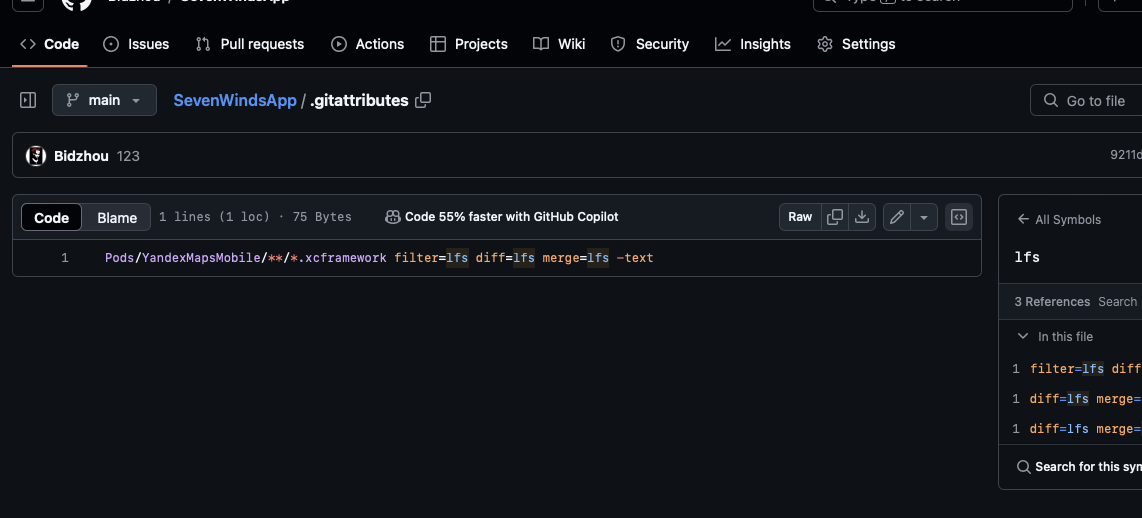 Code Issues Pull requests Actions Projects Wiki Security Insights Settings
main SevenWindsApp / .gitattributes Go to file
Bidzhou 123
Code Blame 1 lines (1 loc) · 75 Bytes Code 55% faster with GitHub Copilot Raw
1 Pods/YandexMapsMobile/**/*.xcframework filter=lfs diff=lfs merge=lfs -text
All Symbols
lfs
3 References Search
In this file
1 filter=lfs diff
1 diff=lfs merge=
1 diff=lfs merge=
Search for this sym